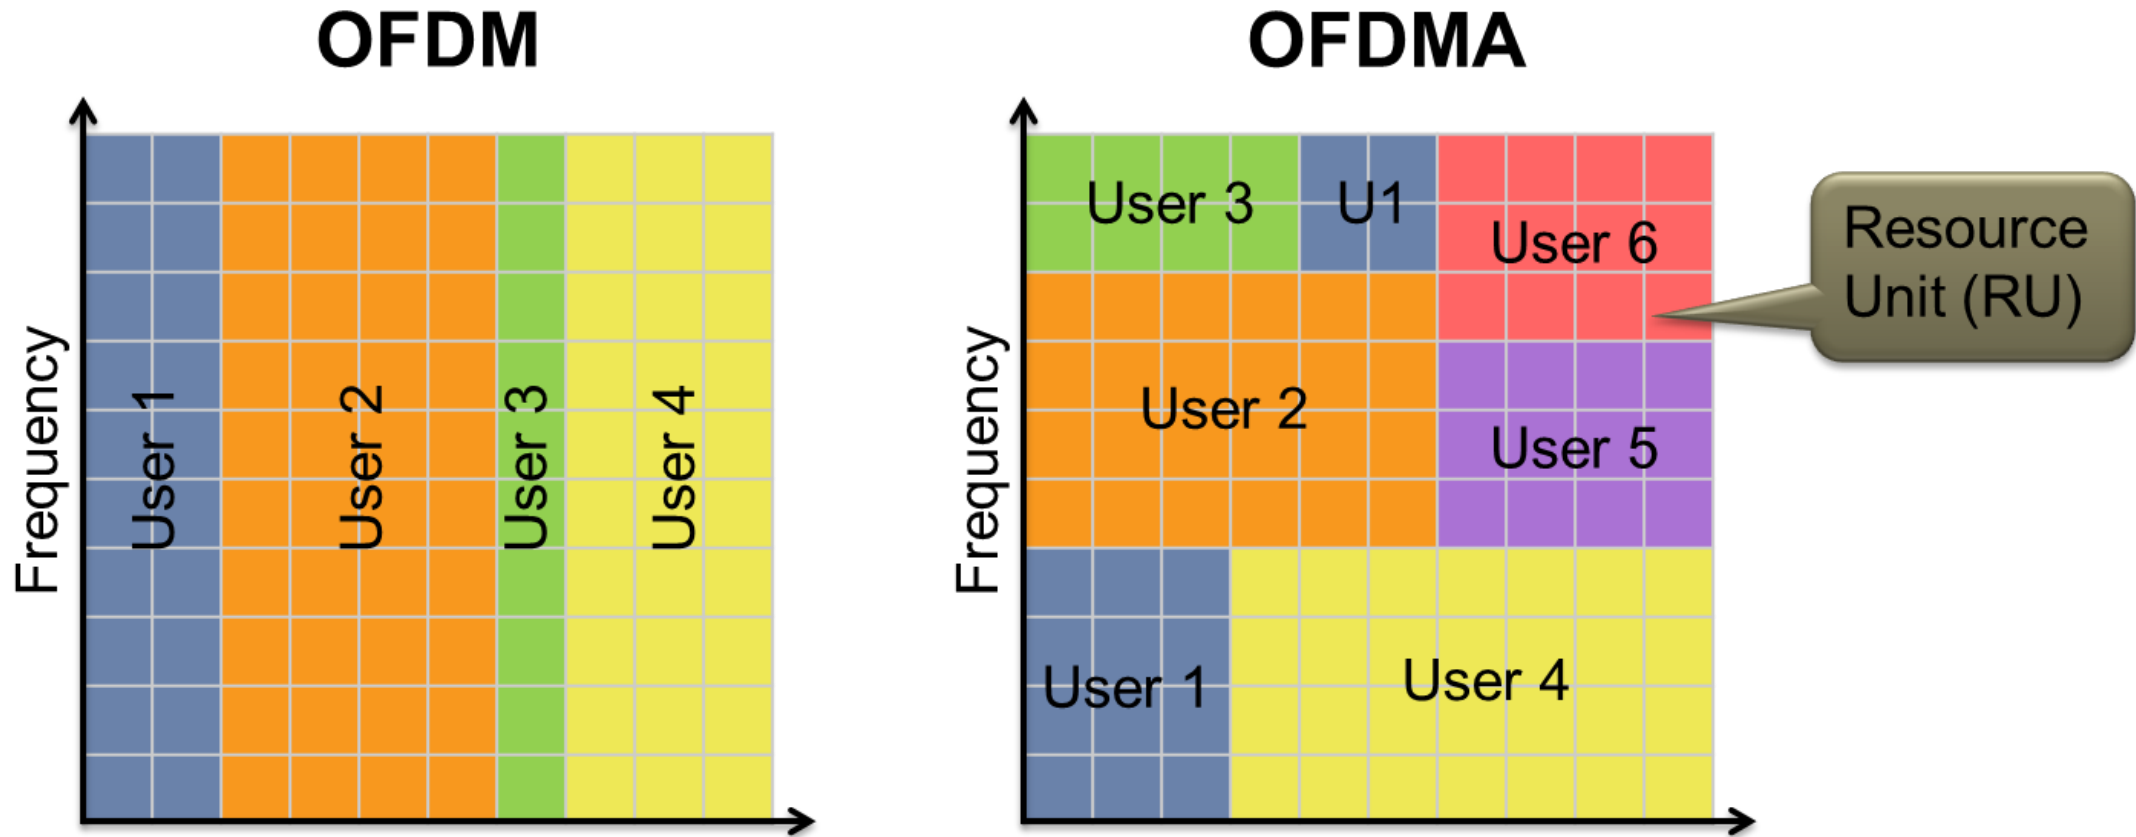 OFDM
OFDMA
Frequency
User 1
User 2
User 3
User 4
Frequency
User 3
U1
User 6
User 2
User 5
User 1
User 4
Resource
Unit (RU)